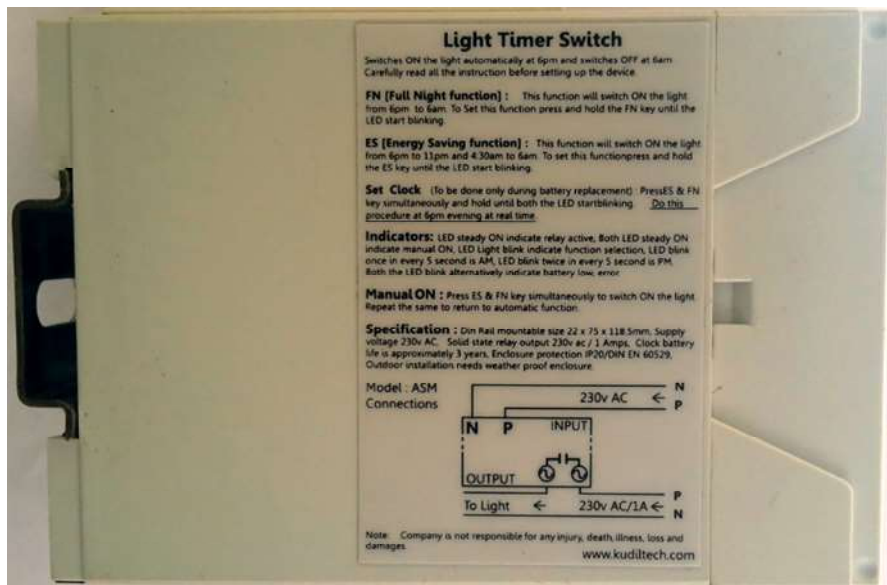 Light Timer Switch
Switches ON the light automatically at 6pm and switches OFF at 6am
Carefully read all the instruction before setting up the device.
FN [Full Night function] : This function will switch ON the light
from 6pm to 6am. To Set this function press and hold the FN key until the
LED start blinking.
ES [Energy Saving function] : This function will switch ON the light
from 6pm to 11pm and 4:30am to 6am. To set this functionpress and hold
the ES key until the LED start blinking.
Set Clock (To be done only during battery replacement) : PressES & FN
key simultaneously and hold until both the LED startblinking. Do this
procedure at 6pm evening at real time.
Indicators: LED steady ON indicate relay active, Both LED steady ON
indicate manual ON, LED Light blink indicate function selection, LED blink
once in every 5 second is AM, LED blink twice in every 5 second is PM.
Both the LED blink alternatively indicate battery low, error
Manual ON : Press ES & FN key simultaneously to switch ON the light.
Repeat the same to return to automatic function.
Specification : Din Rail mountable size 22 x 75 x 118.5mm, Supply
voltage 230v AC, Solid state relay output 230v ac / 1 Amps, Clock battery
life is approximately 3 years, Enclosure protection IP20/DIN EN 60529,
Outdoor installation needs weather proof enclosure.
Model : ASM
Connections
230v AC ← N
P
N P INPUT
OUTPUT
To Light ← 230v AC/1A ← P
N
Note: Company is not responsible for any injury, death, illness, loss and
damages.
www.kudiltech.com